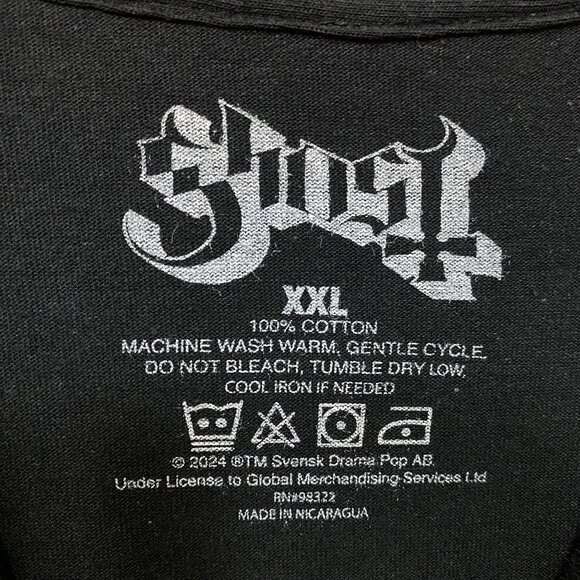 Ghost
XXL
100% COTTON
MACHINE WASH WARM, GENTLE CYCLE,
DO NOT BLEACH, TUMBLE DRY LOW,
COOL IRON IF NEEDED
© 2024 ®TM Svensk Drama Pop AB
Under License to Global Merchandising Services Ltd
RN#98322
MADE IN NICARAGUA